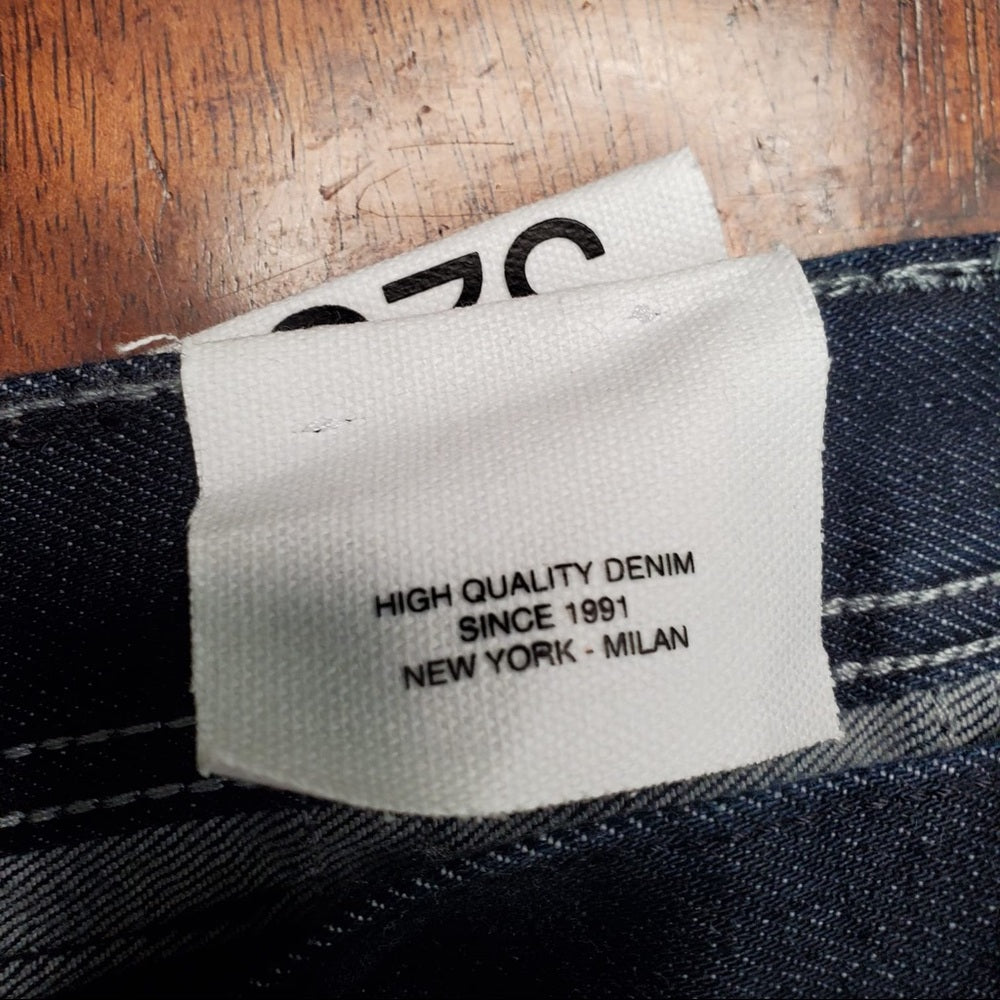 HIGH QUALITY DENIM
SINCE 1991
NEW YORK - MILAN